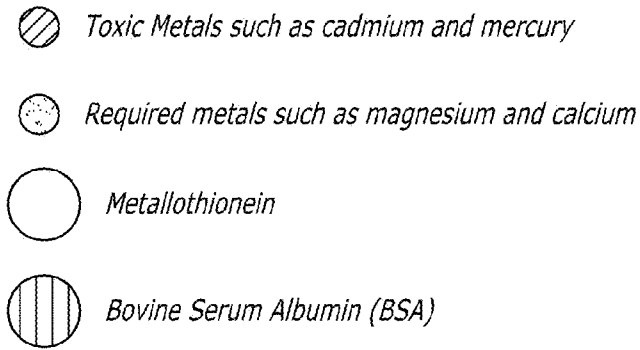 Toxic Metals such as cadmium and mercury
Required metals such as magnesium and calcium
Metallothionein
Bovine Serum Albumin (BSA)